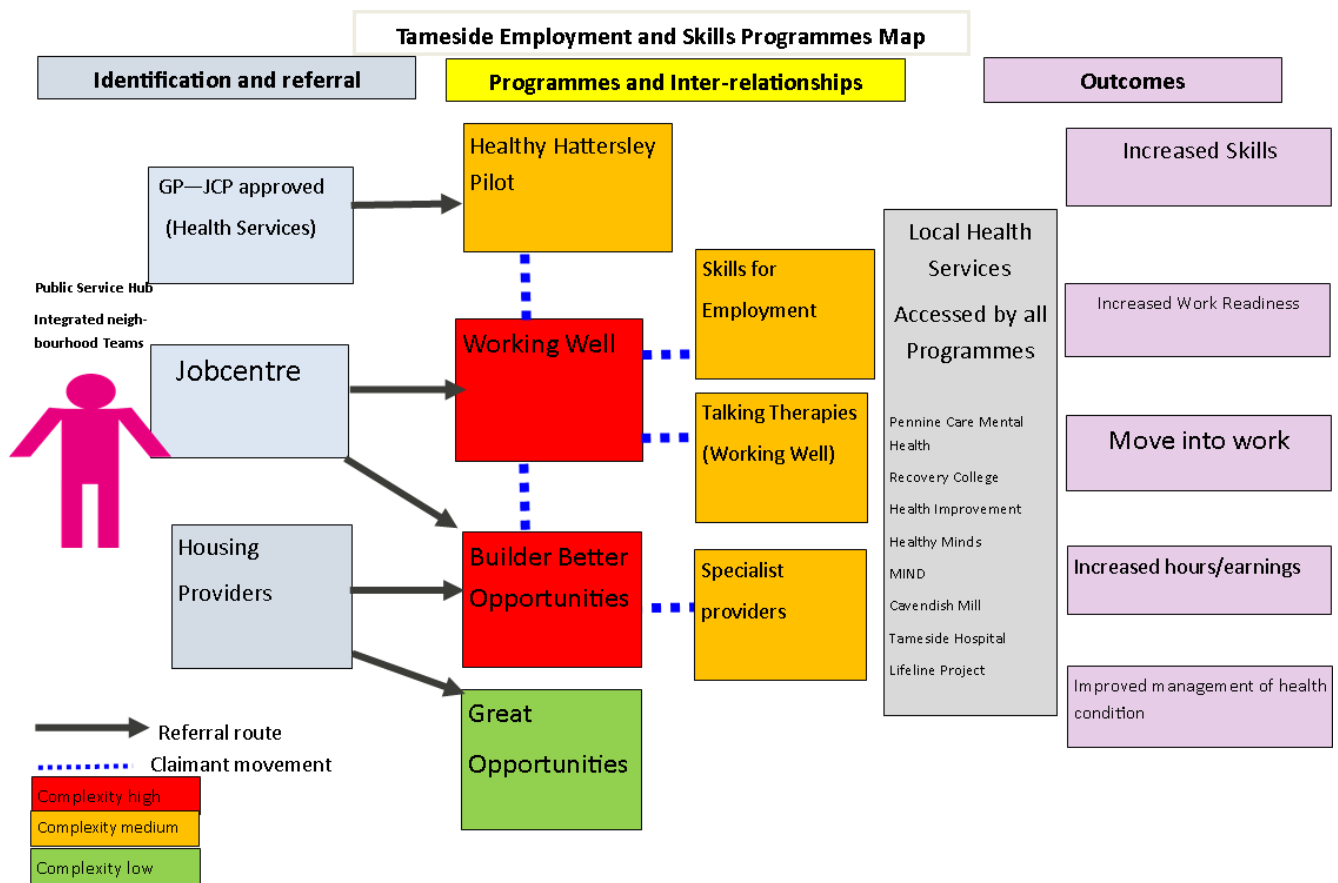 Tameside Employment and Skills Programmes Map
Identification and referral
Programmes and Inter-relationships
Outcomes
GP—JCP approved
(Health Services)
Public Service Hub
Integrated neigh-
bourhood Teams
Jobcentre
Housing
Providers
Healthy Hattersley
Pilot
Working Well
Builder Better
Opportunities
Great
Opportunities
Skills for
Employment
Talking Therapies
(Working Well)
Specialist
providers
Local Health
Services
Accessed by all
Programmes
Pennine Care Mental
Health
Recovery College
Health Improvement
Healthy Minds
MIND
Cavendish Mill
Tameside Hospital
Lifeline Project
Increased Skills
Increased Work Readiness
Move into work
Increased hours/earnings
Improved management of health
condition
Referral route
Claimant movement
Complexity high
Complexity medium
Complexity low